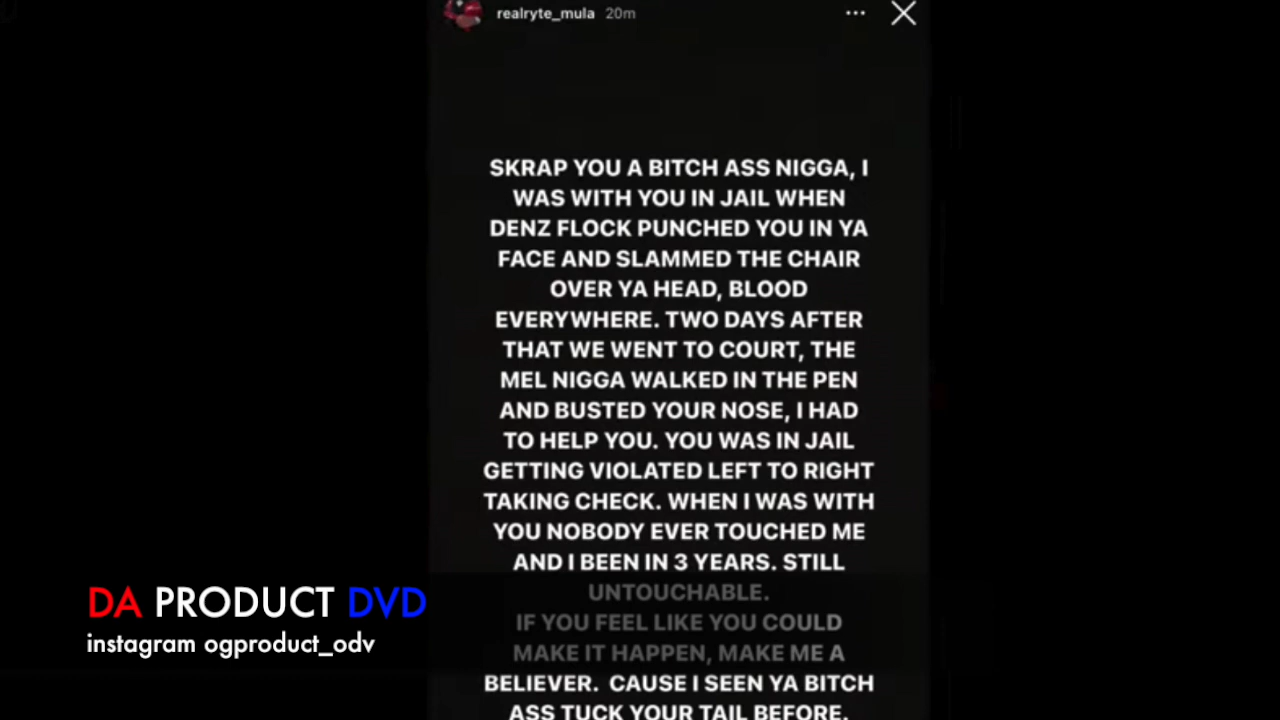 realryte_mula 20m
SKRAP YOU A BITCH ASS NIGGA, I
WAS WITH YOU IN JAIL WHEN
DENZ FLOCK PUNCHED YOU IN YA
FACE AND SLAMMED THE CHAIR
OVER YA HEAD, BLOOD
EVERYWHERE. TWO DAYS AFTER
THAT WE WENT TO COURT, THE
MEL NIGGA WALKED IN THE PEN
AND BUSTED YOUR NOSE, I HAD
TO HELP YOU. YOU WAS IN JAIL
GETTING VIOLATED LEFT TO RIGHT
TAKING CHECK. WHEN I WAS WITH
YOU NOBODY EVER TOUCHED ME
AND I BEEN IN 3 YEARS. STILL
UNTOUCHABLE.
IF YOU FEEL LIKE YOU COULD
MAKE IT HAPPEN, MAKE ME A
BELIEVER. CAUSE I SEEN YA BITCH
ASS TUCK YOUR TAIL BEFORE.
DA PRODUCT DVD
instagram ogproduct_odv